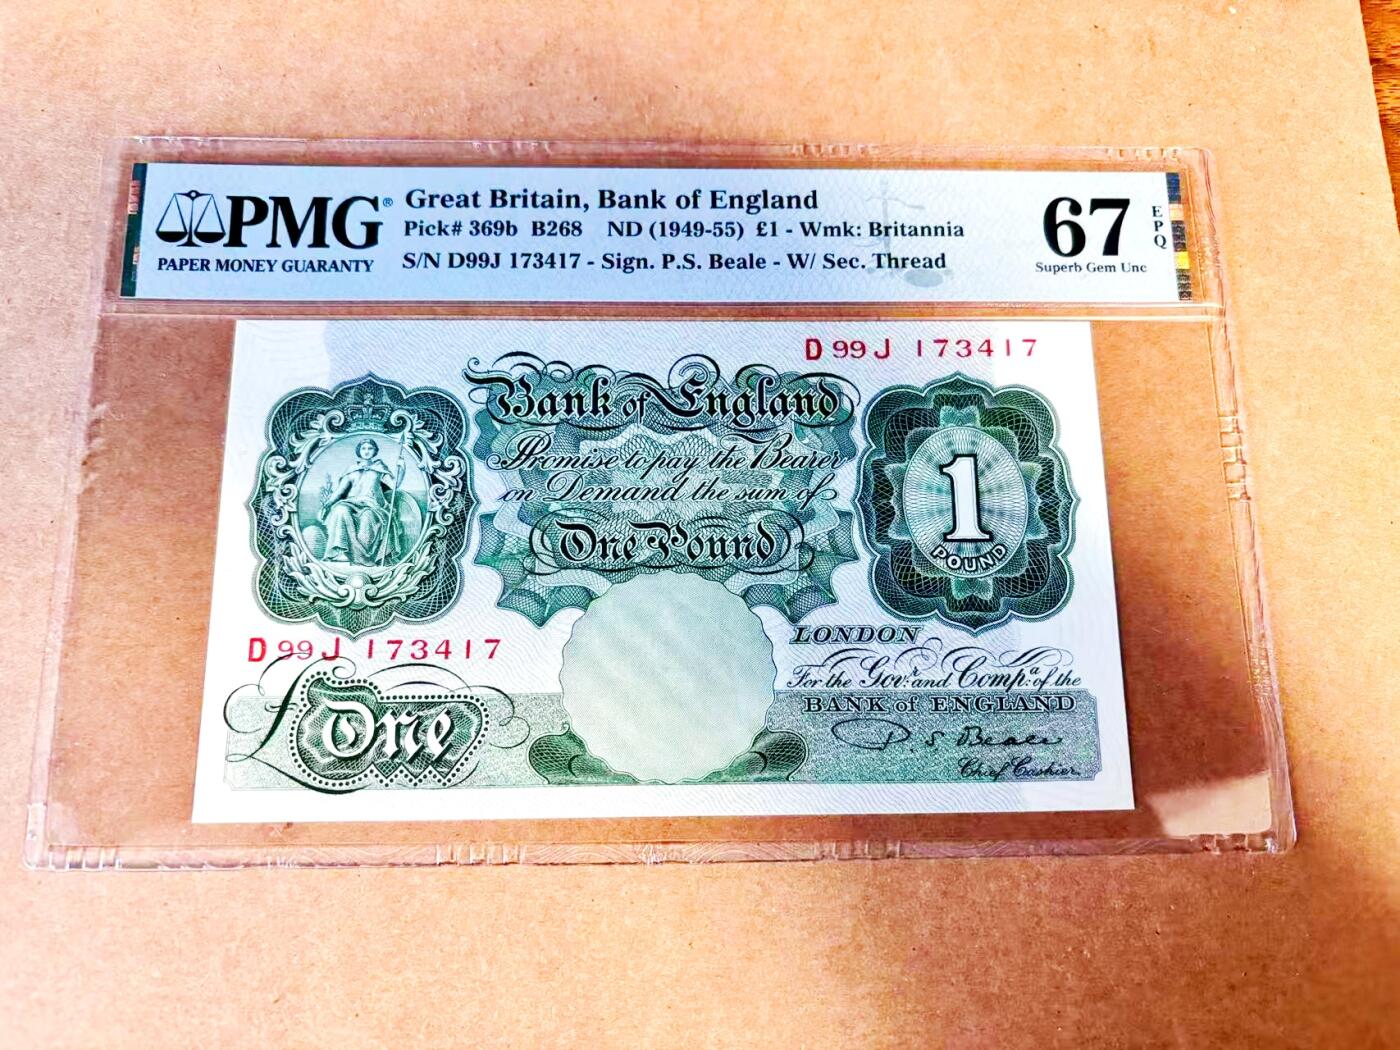 PMG®
PAPER MONEY GUARANTY
Great Britain, Bank of England
Pick# 369b B268 ND (1949-55) £1 - Wmk: Britannia
S/N D99J 173417 - Sign. P.S. Beale - W/ Sec. Thread
67
EPQ
Superb Gem Unc
D 99 J 173417
Bank of England
Promise to pay the Bearer
on Demand the sum of
One Pound
1
POUND
D 99 J 173417
LONDON
For the Govr. and Compa. of the
BANK of ENGLAND
P. S. Beale
Chief Cashier.
£One